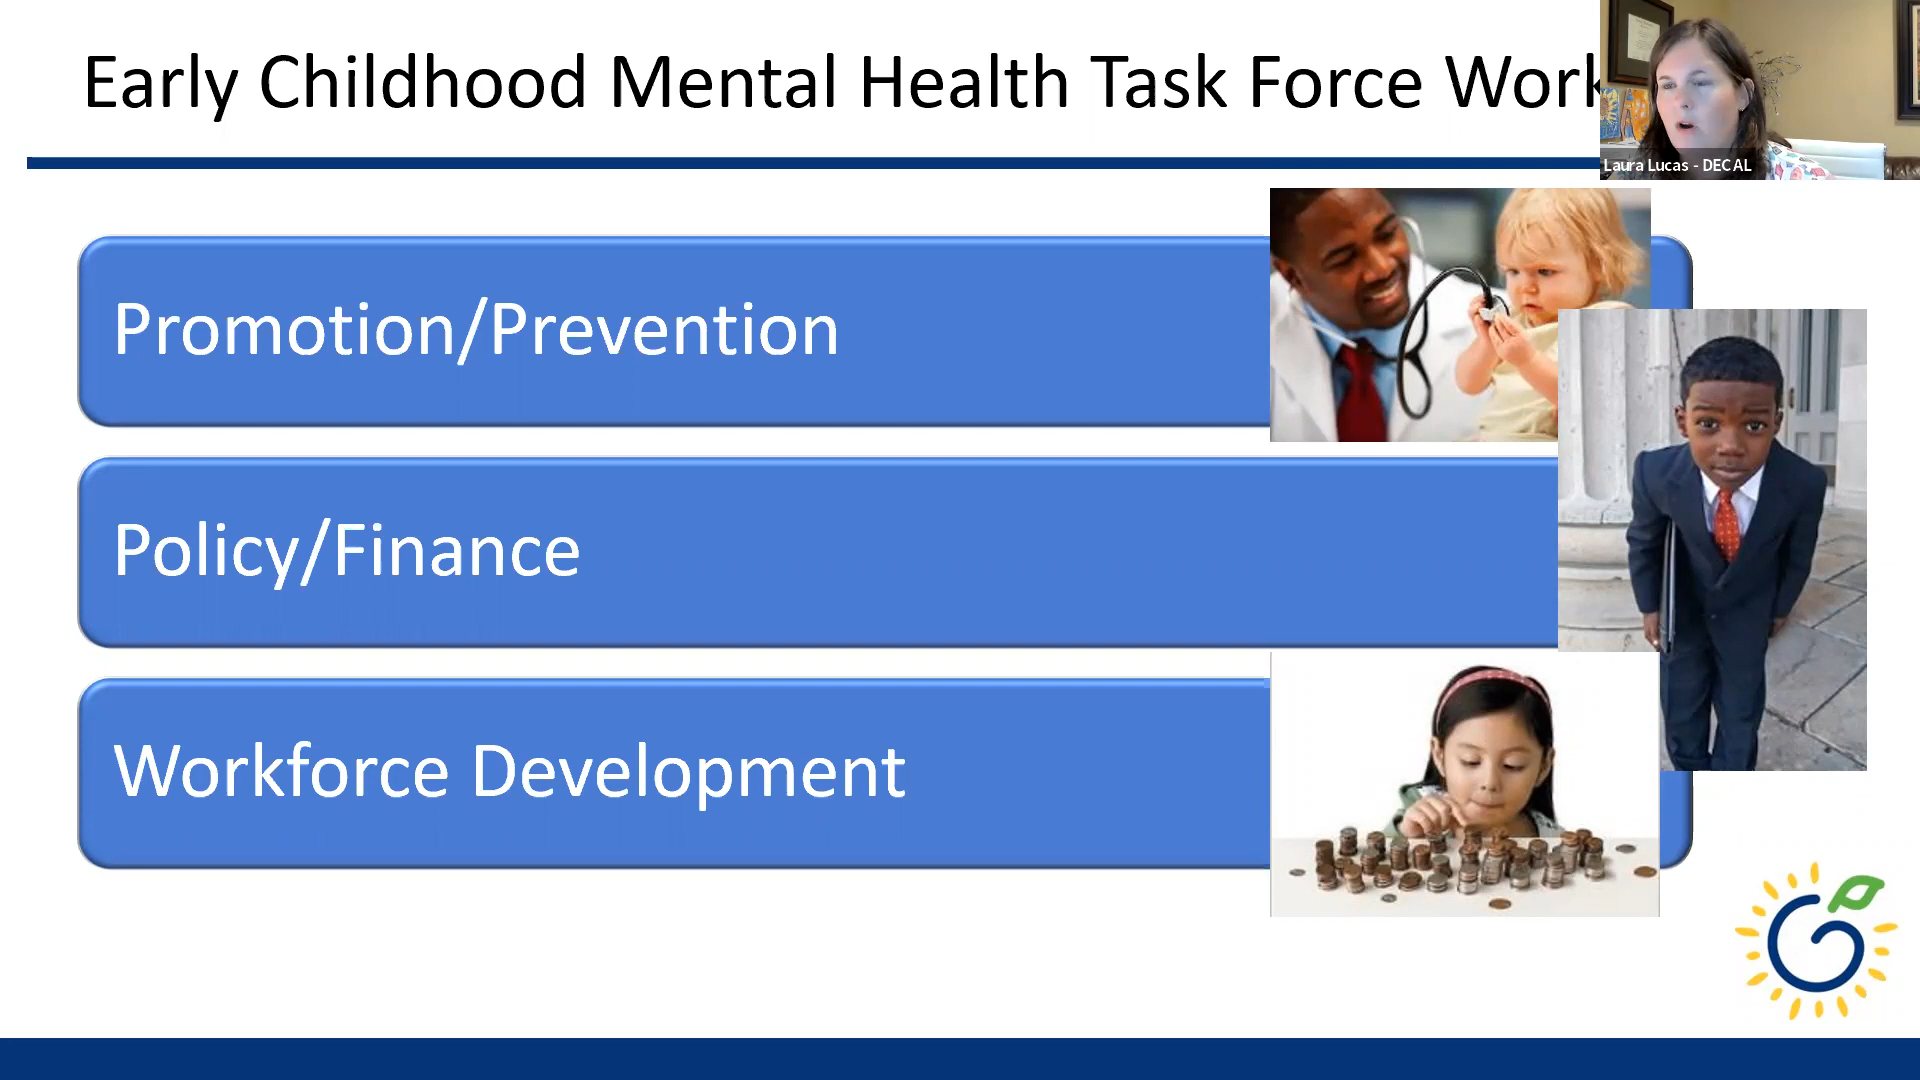 Early Childhood Mental Health Task Force Work
Laura Lucas - DECAL
Promotion/Prevention
Policy/Finance
Workforce Development